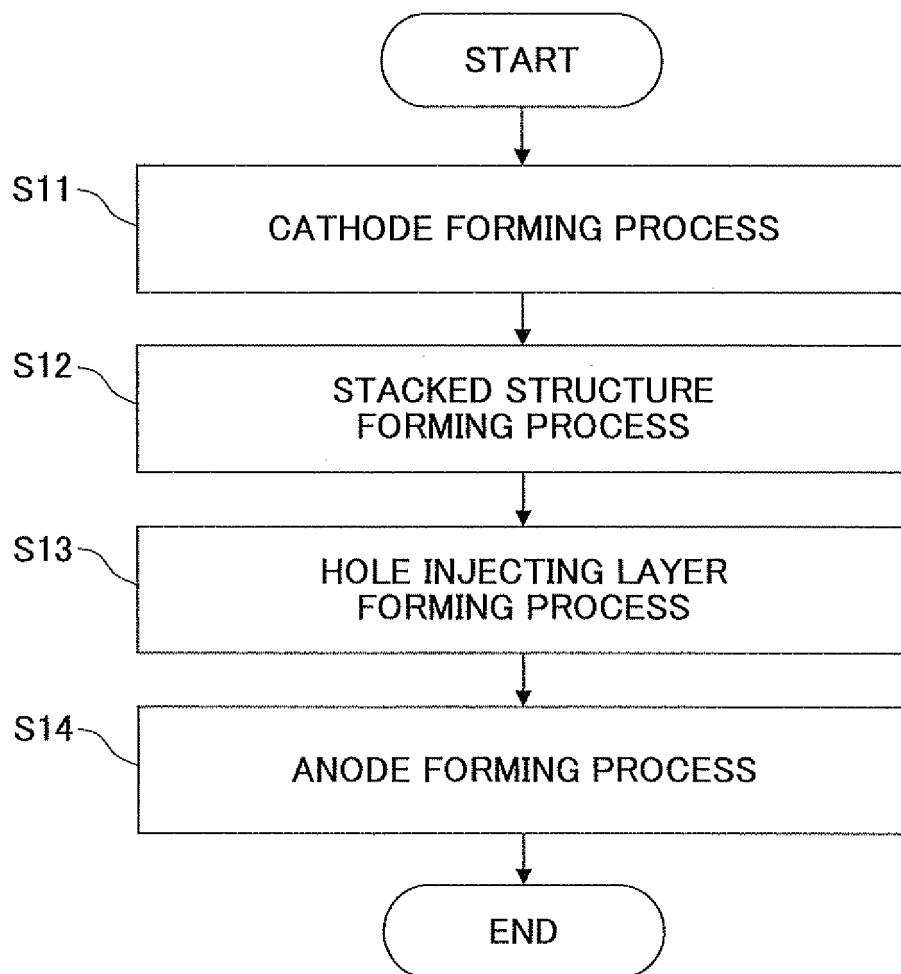 START
S11
CATHODE FORMING PROCESS
S12
STACKED STRUCTURE
FORMING PROCESS
S13
HOLE INJECTING LAYER
FORMING PROCESS
S14
ANODE FORMING PROCESS
END